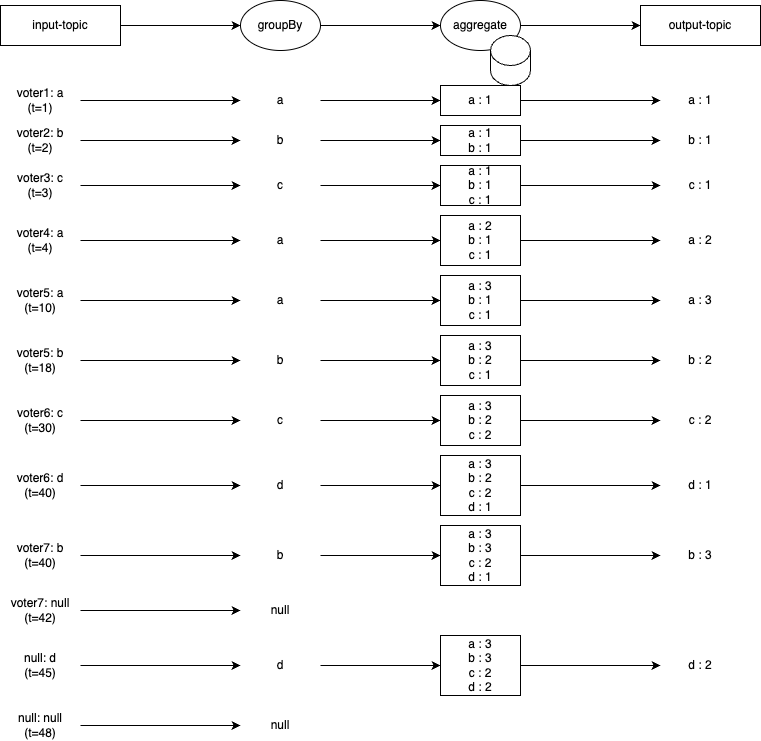 input-topic
groupBy
aggregate
output-topic
voter1: a
(t=1)
a
a : 1
a : 1
voter2: b
(t=2)
b
a : 1
b : 1
b : 1
voter3: c
(t=3)
c
a : 1
b : 1
c : 1
c : 1
voter4: a
(t=4)
a
a : 2
b : 1
c : 1
a : 2
voter5: a
(t=10)
a
a : 3
b : 1
c : 1
a : 3
voter5: b
(t=18)
b
a : 3
b : 2
c : 1
b : 2
voter6: c
(t=30)
c
a : 3
b : 2
c : 2
c : 2
voter6: d
(t=40)
d
a : 3
b : 2
c : 2
d : 1
d : 1
voter7: b
(t=40)
b
a : 3
b : 3
c : 2
d : 1
b : 3
voter7: null
(t=42)
null
null: d
(t=45)
d
a : 3
b : 3
c : 2
d : 2
d : 2
null: null
(t=48)
null